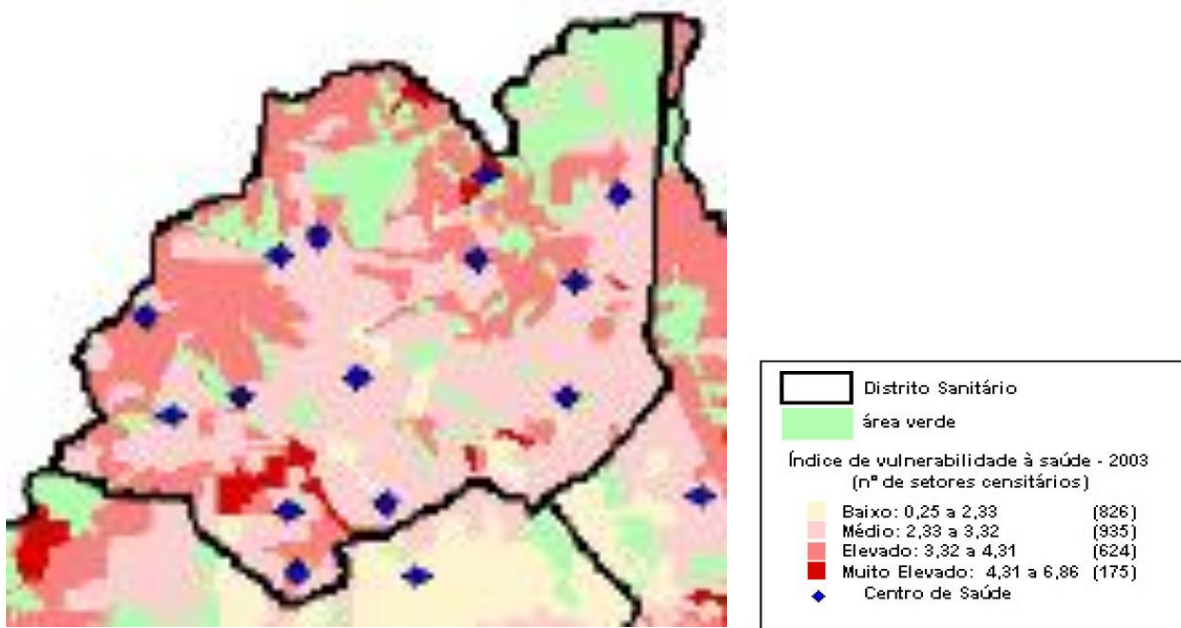 Distrito Sanitário
área verde
Índice de vulnerabilidade à saúde - 2003
(nº de setores censitários)
Baixo: 0,25 a 2,33 (826)
Médio: 2,33 a 3,32 (935)
Elevado: 3,32 a 4,31 (624)
Muito Elevado: 4,31 a 6,86 (175)
Centro de Saúde